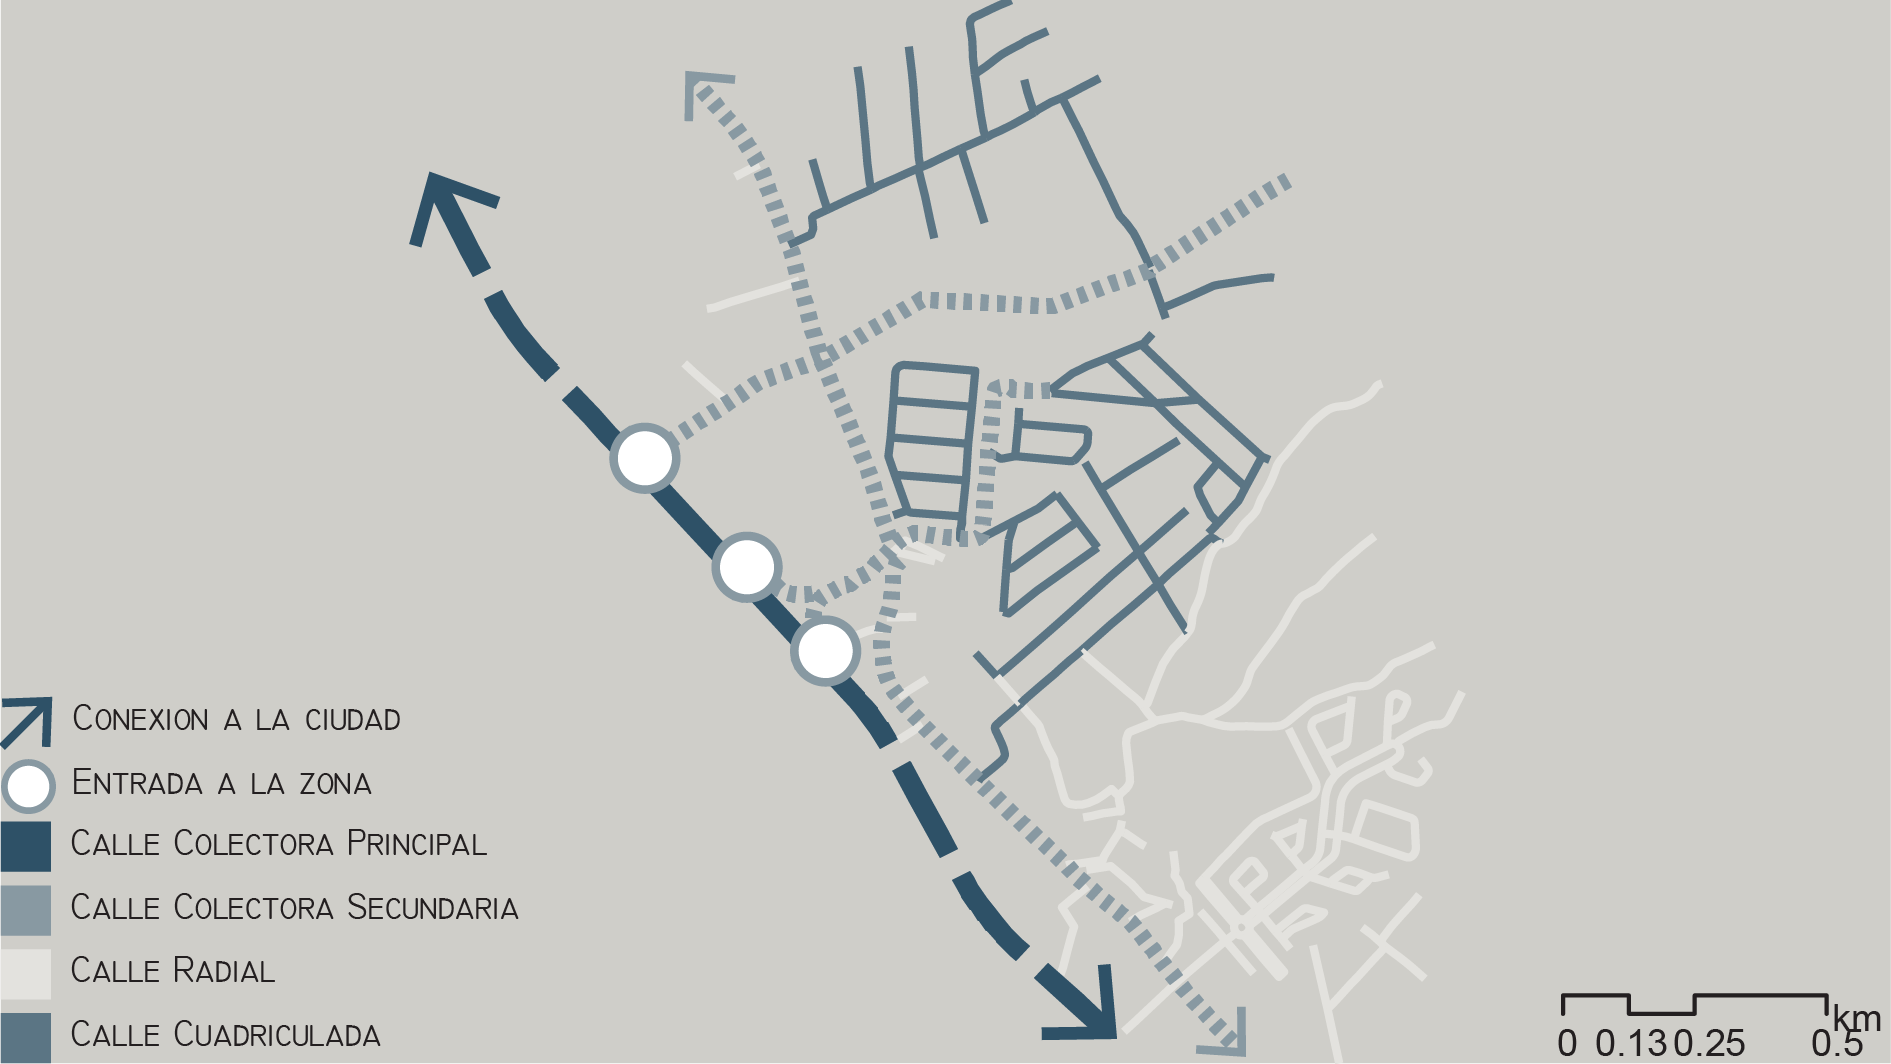 CONEXION A LA CIUDAD
ENTRADA A LA ZONA
CALLE COLECTORA PRINCIPAL
CALLE COLECTORA SECUNDARIA
CALLE RADIAL
CALLE CUADRICULADA
km
0 0.13 0.25 0.5